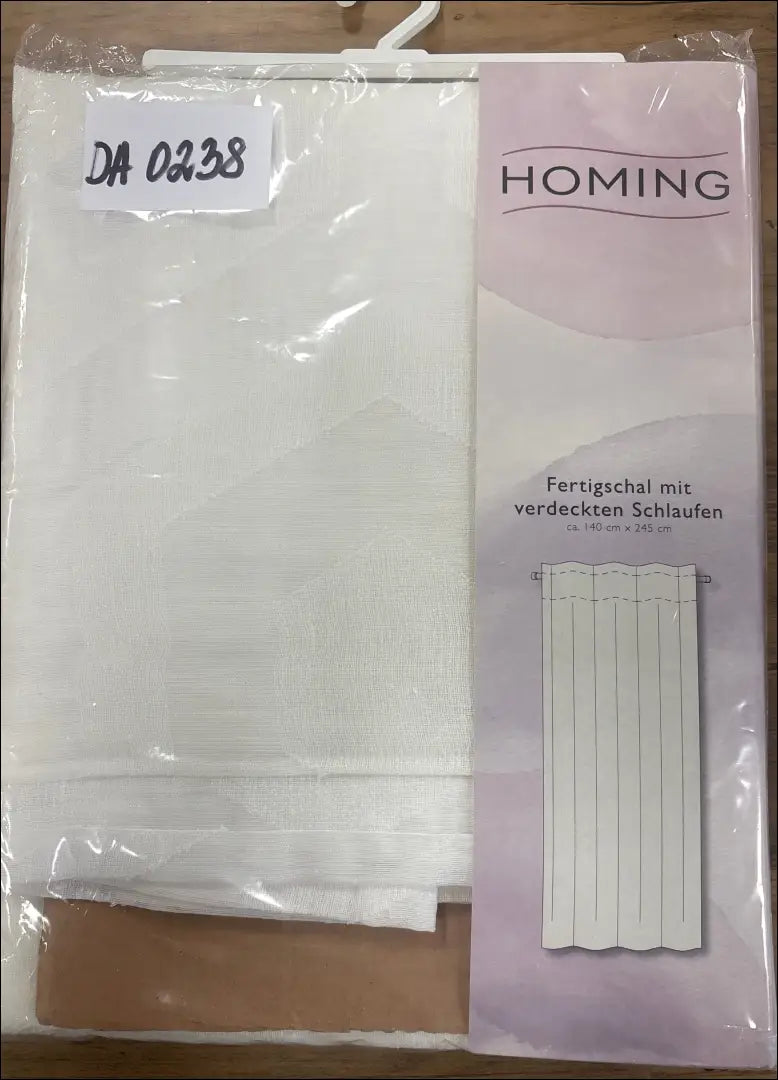 DA 0238
HOMING
Fertigschal mit
verdeckten Schlaufen
ca. 140 cm x 245 cm